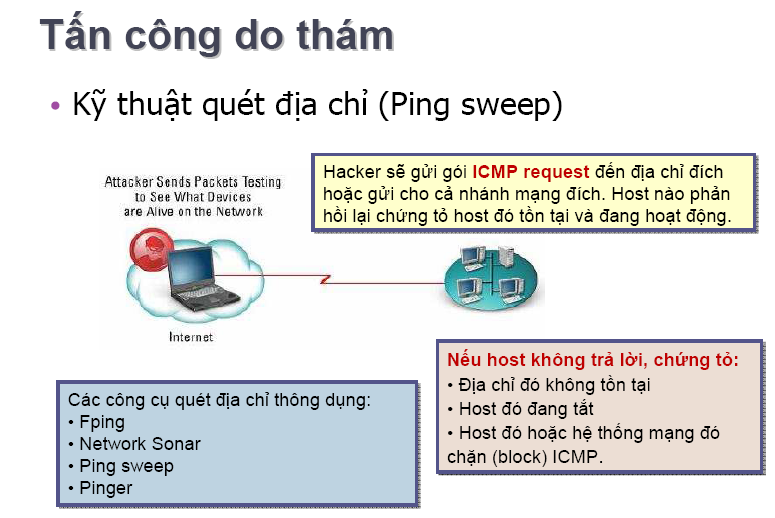 Tấn công do thám
• Kỹ thuật quét địa chỉ (Ping sweep)
Hacker sẽ gửi gói ICMP request đến địa chỉ đích
hoặc gửi cho cả nhánh mạng đích. Host nào phản
hồi lại chứng tỏ host đó tồn tại và đang hoạt động.
Attacker Sends Packets Testing
to See What Devices
are Alive on the Network
Internet
Nếu host không trả lời, chứng tỏ:
• Địa chỉ đó không tồn tại
• Host đó đang tắt
• Host đó hoặc hệ thống mạng đó
chặn (block) ICMP.
Các công cụ quét địa chỉ thông dụng:
• Fping
• Network Sonar
• Ping sweep
• Pinger